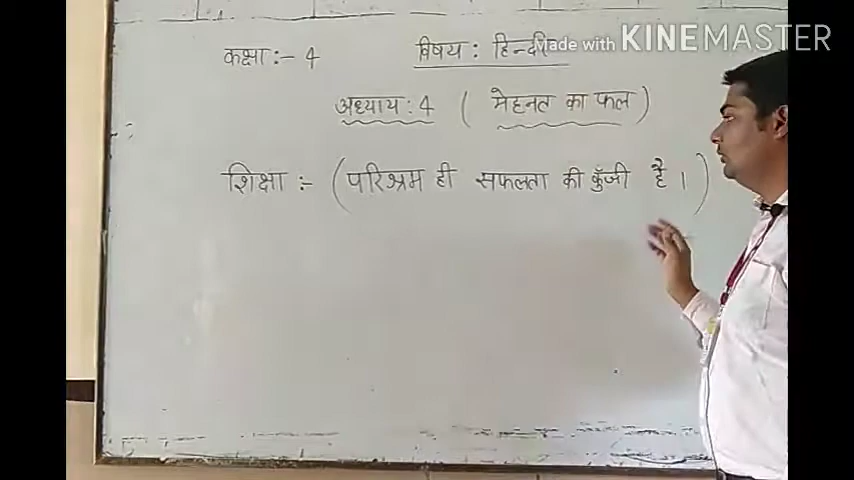 Made with KINEMASTER
कक्षा :- 4 विषय : हिन्दी
अध्याय : 4 ( मेहनत का फल )
शिक्षा :- ( परिश्रम ही सफलता की कुँजी है । )